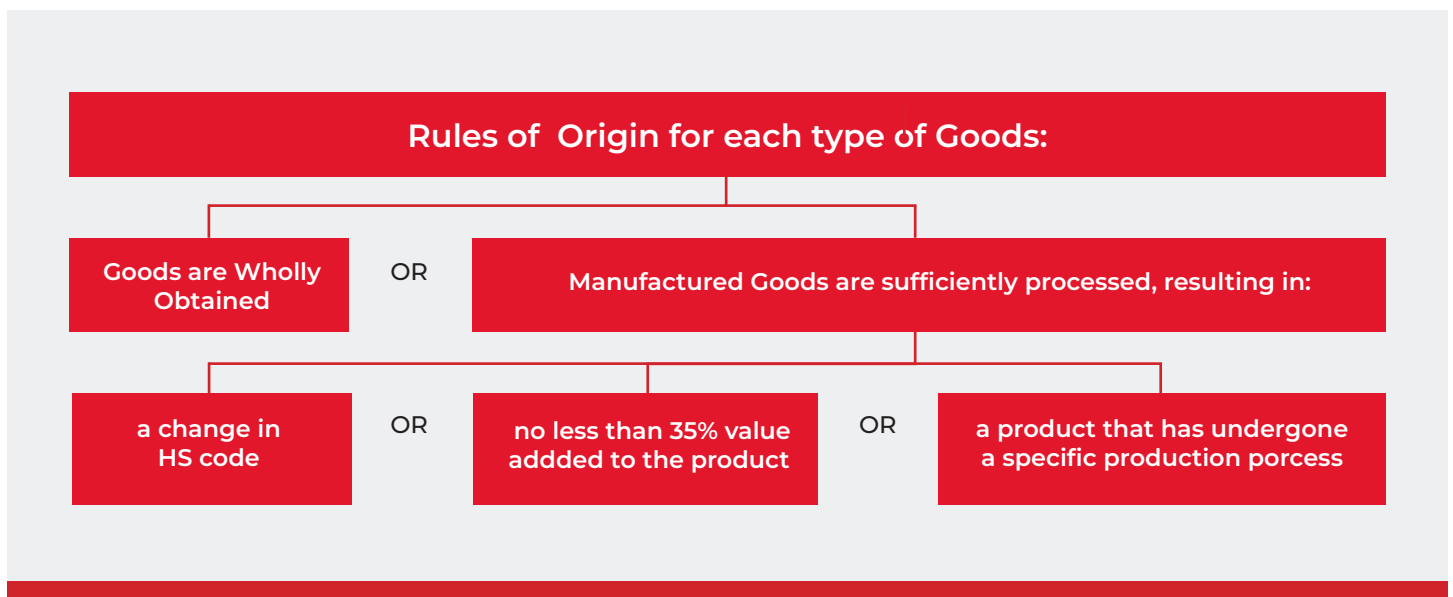 Rules of Origin for each type of Goods:
Goods are Wholly
Obtained
OR
Manufactured Goods are sufficiently processed, resulting in:
a change in
HS code
OR
no less than 35% value
addded to the product
OR
a product that has undergone
a specific production porcess